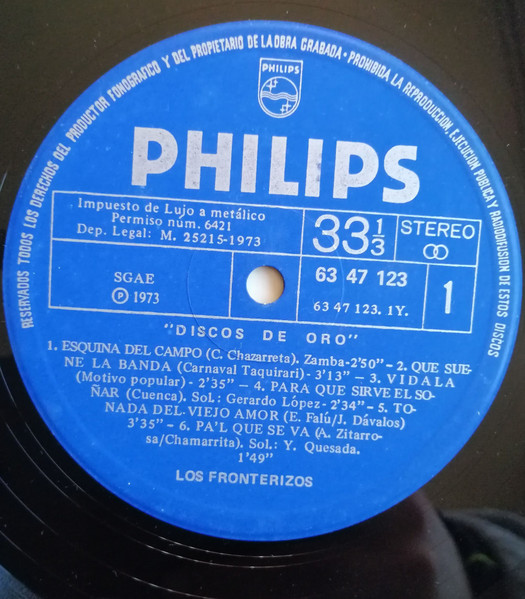 RESERVADOS TODOS LOS DERECHOS DEL PRODUCTOR FONOGRAFICO Y DEL PROPIETARIO DE LA OBRA GRABADA · PROHIBIDA LA REPRODUCCION, EJECUCION PUBLICA Y RADIODIFUSION DE ESTOS DISCOS
PHILIPS
PHILIPS
Impuesto de Lujo a metálico
Permiso núm. 6421
Dep. Legal: M. 25215-1973
33 1/3
STEREO
SGAE
Ⓟ 1973
63 47 123
63 47 123. 1Y.
1
"DISCOS DE ORO"
1. ESQUINA DEL CAMPO (C. Chazarreta). Zamba-2'50" - 2. QUE SUE-
NE LA BANDA (Carnaval Taquirari) - 3'13" - 3. VIDALA
(Motivo popular) - 2'35" - 4. PARA QUE SIRVE EL SO-
ÑAR (Cuenca). Sol: Gerardo López - 2'34" - 5. TO-
NADA DEL VIEJO AMOR (E. Falú/J. Dávalos)
3'35" - 6. PA'L QUE SE VA (A. Zitarro-
sa/Chamarrita). Sol.: Y. Quesada.
1'49"
LOS FRONTERIZOS